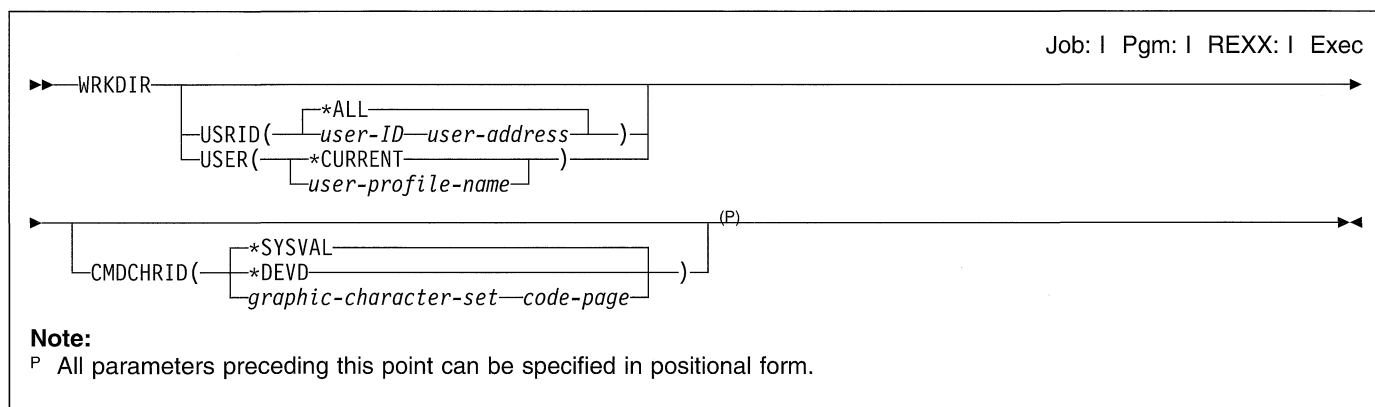 Job: I Pgm: I REXX: I Exec
WRKDIR
*ALL
USRID( user-ID user-address )
USER( *CURRENT )
user-profile-name
(P)
*SYSVAL
CMDCHRID( *DEVD )
graphic-character-set code-page
Note:
P All parameters preceding this point can be specified in positional form.